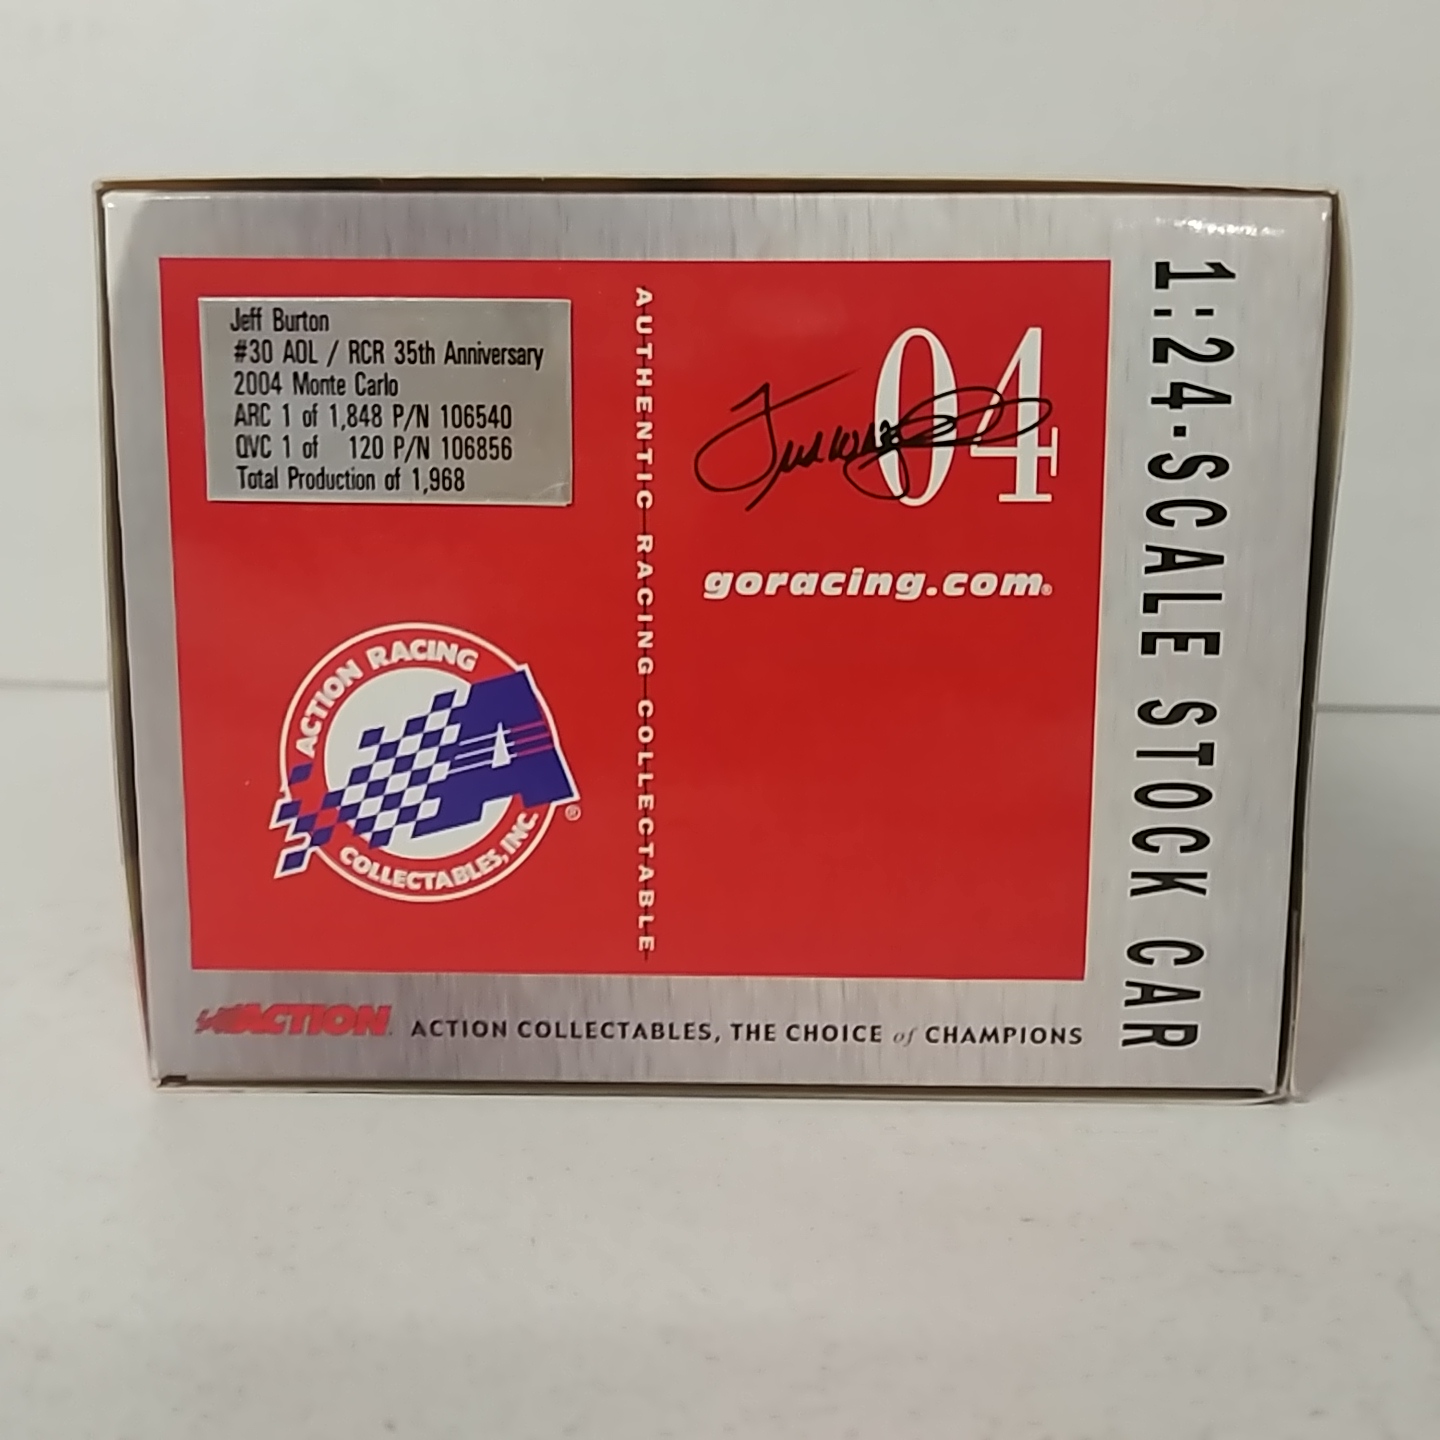 Jeff Burton
#30 AOL / RCR 35th Anniversary
2004 Monte Carlo
ARC 1 of 1,848 P/N 106540
QVC 1 of 120 P/N 106856
Total Production of 1,968
AUTHENTIC RACING COLLECTABLE
04
goracing.com®
1:24-SCALE STOCK CAR
ACTION RACING
COLLECTABLES, INC.
®
ACTION
ACTION COLLECTABLES, THE CHOICE of CHAMPIONS